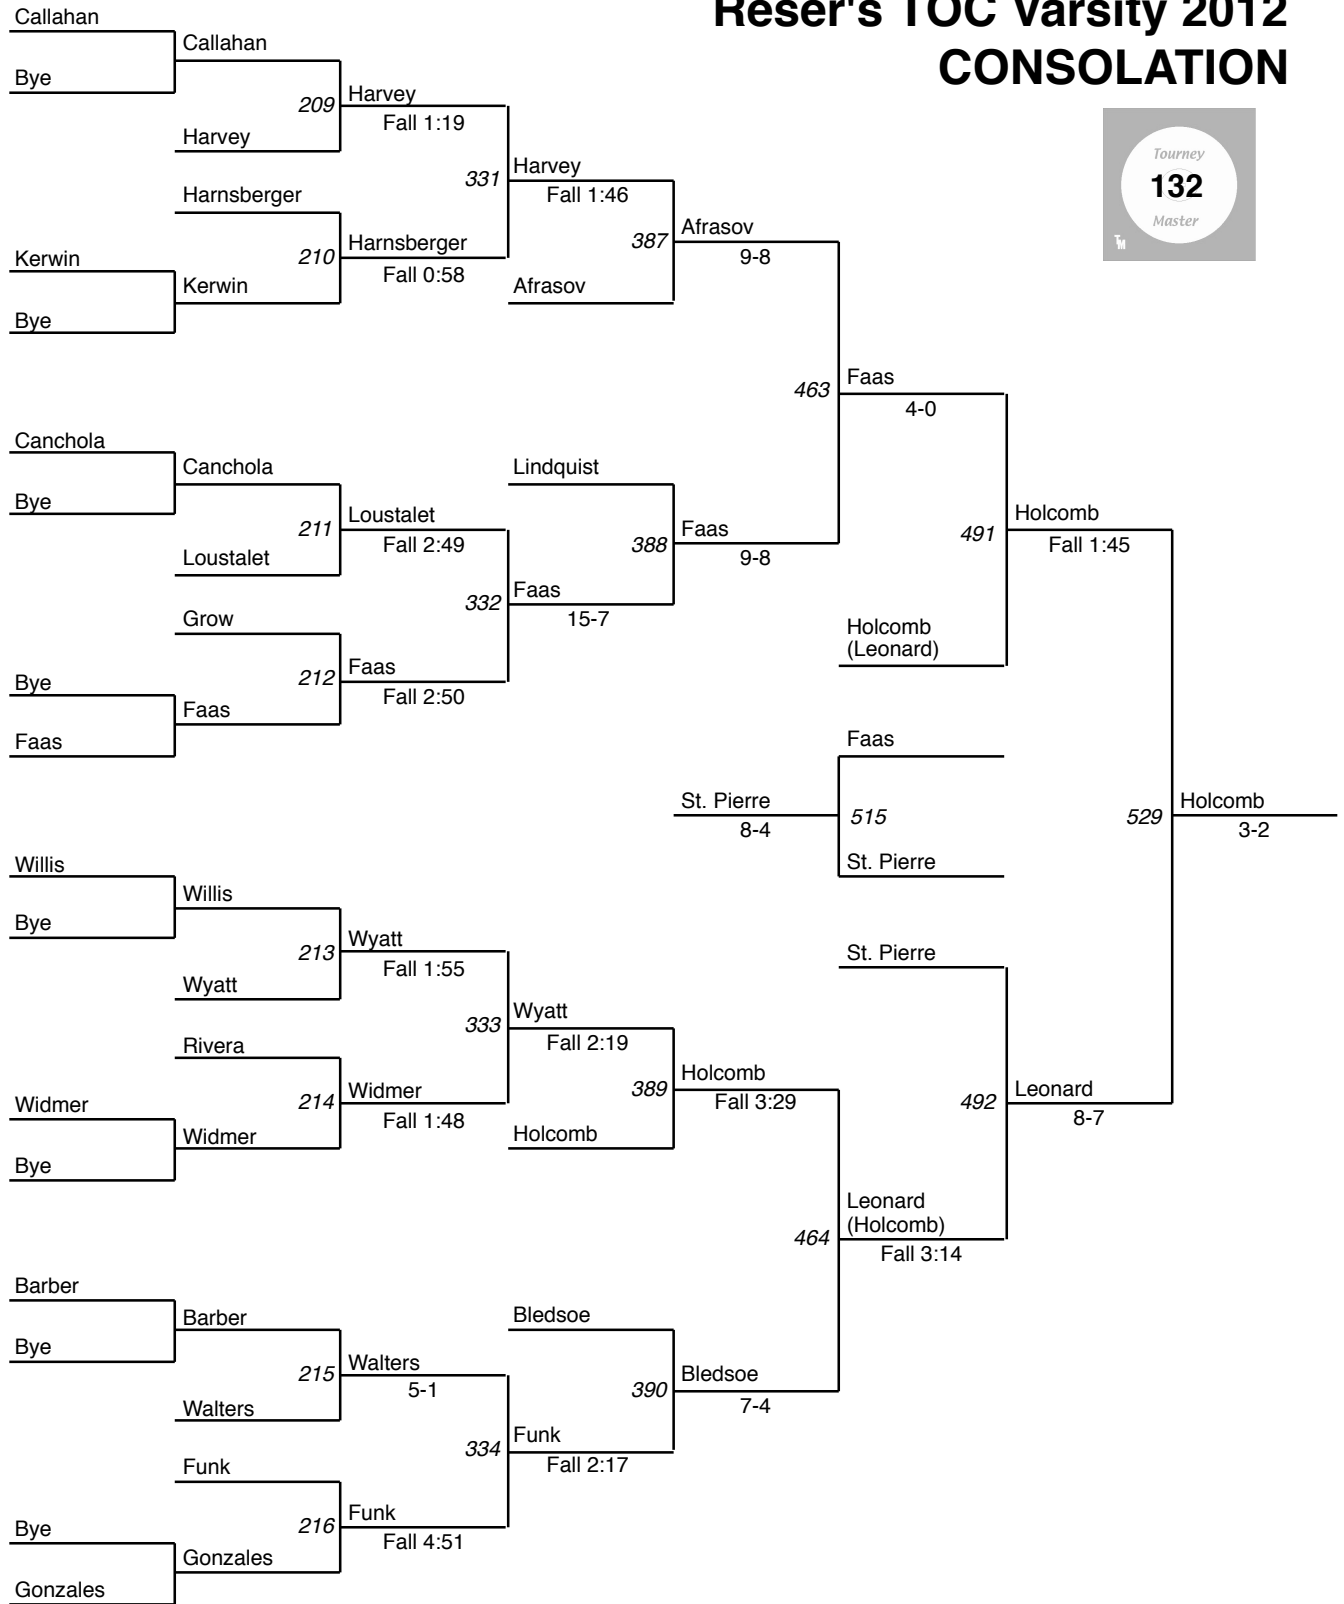 Reser's TOC Varsity 2012
CONSOLATION
Tourney
132
Master
TM
Callahan
Bye
Callahan
Harvey
209
Harvey
Fall 1:19
Harnsberger
Kerwin
Bye
Kerwin
210
Harnsberger
Fall 0:58
331
Harvey
Fall 1:46
Afrasov
387
Afrasov
9-8
Canchola
Bye
Canchola
Loustalet
211
Loustalet
Fall 2:49
Grow
Bye
Faas
Faas
212
Faas
Fall 2:50
332
Faas
15-7
Lindquist
388
Faas
9-8
463
Faas
4-0
Holcomb
(Leonard)
491
Holcomb
Fall 1:45
Faas
St. Pierre
515
St. Pierre
8-4
529
Holcomb
3-2
Willis
Bye
Willis
Wyatt
213
Wyatt
Fall 1:55
Rivera
Widmer
Bye
Widmer
214
Widmer
Fall 1:48
333
Wyatt
Fall 2:19
Holcomb
389
Holcomb
Fall 3:29
St. Pierre
492
Leonard
8-7
464
Leonard
(Holcomb)
Fall 3:14
Barber
Bye
Barber
Walters
215
Walters
5-1
Funk
Bye
Gonzales
Gonzales
216
Funk
Fall 4:51
334
Funk
Fall 2:17
Bledsoe
390
Bledsoe
7-4